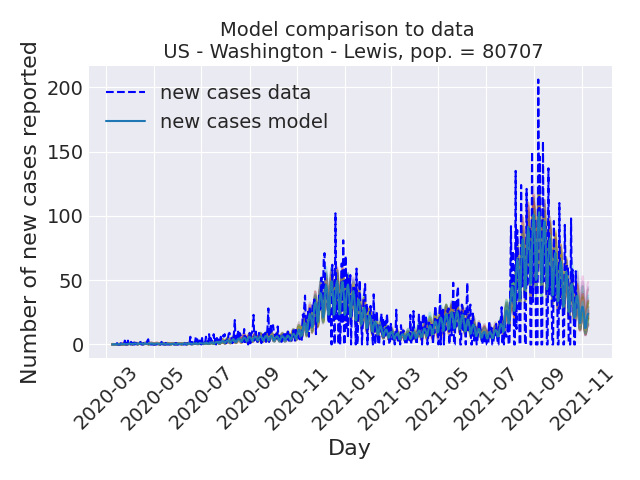 Model comparison to data
US - Washington - Lewis, pop. = 80707
Number of new cases reported
200
150
100
50
0
new cases data
new cases model
2020-03
2020-05
2020-07
2020-09
2020-11
2021-01
2021-03
2021-05
2021-07
2021-09
2021-11
Day